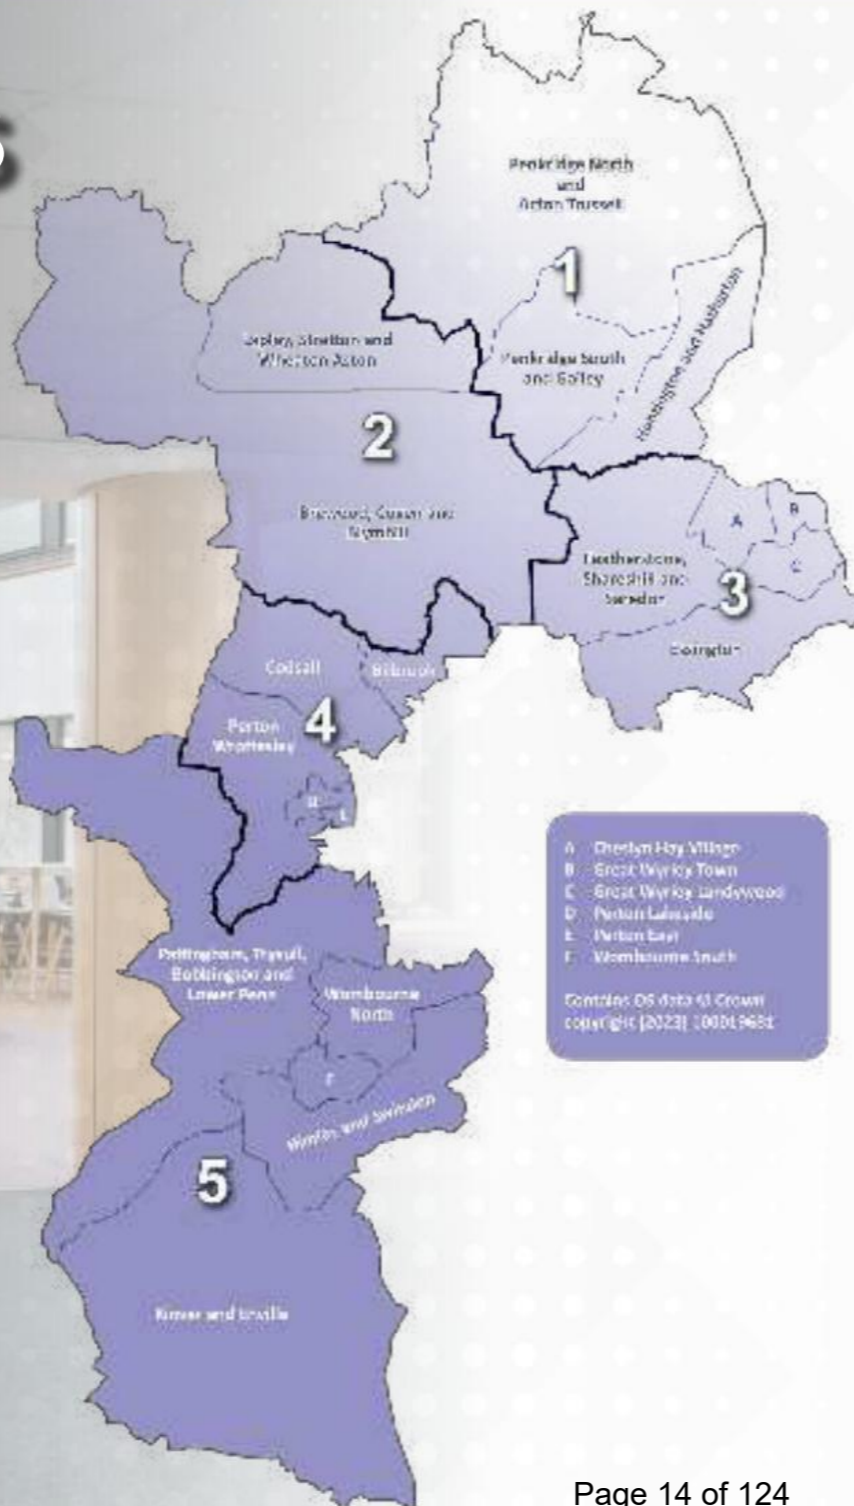 S
Penkridge North
and
Acton Trussell
1
Lapley, Stretton and
Wheaton Aston
Penkridge South
and Gailey
Huntington and Hatherton
2
Brewood, Coven and
Blymhill
A
B
C
Featherstone,
Shareshill and
Saredon
3
Essington
Codsall
Bilbrook
4
Perton
Wrottesley
D
E
A Cheslyn Hay Village
B Great Wyrley Town
C Great Wyrley Landywood
D Perton Lakeside
E Perton East
F Wombourne South
Contains OS data © Crown
copyright [2023] 100019681
Pattingham, Trysull,
Bobbington and
Lower Penn
Wombourne
North
F
Himley and Swindon
5
Kinver and Enville
Page 14 of 124